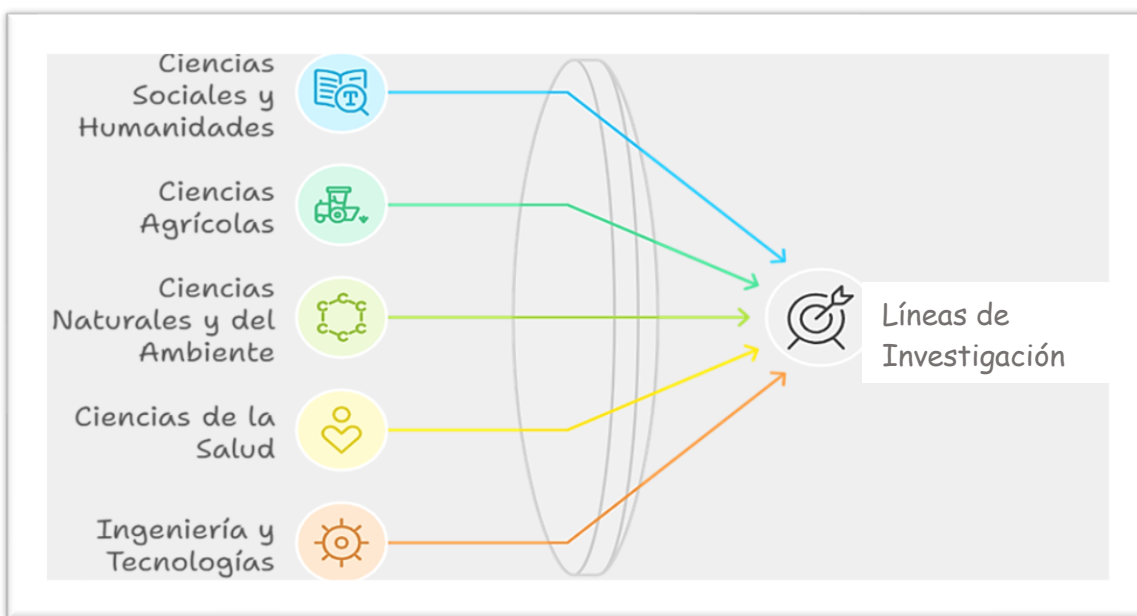 Ciencias
Sociales y
Humanidades
T
Ciencias
Agrícolas
Ciencias
Naturales y del
Ambiente
C C C
C C C
Ciencias de la
Salud
Ingeniería y
Tecnologías
Líneas de
Investigación